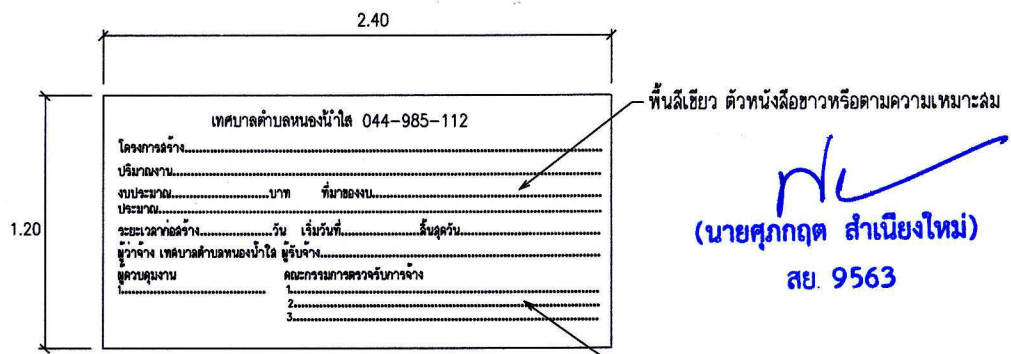 2.40
1.20
เทศบาลตำบลหนองน้ำใส 044-985-112
โครงการสร้าง........................
ปริมาณงาน........................
งบประมาณ........................บาท ที่มาของงบ........................
ประมาณ........................
ระยะเวลาก่อสร้าง........................วัน เริ่มวันที่........................สิ้นสุดวัน........................
ผู้ว่าจ้าง เทศบาลตำบลหนองน้ำใส ผู้รับจ้าง........................
ผู้ควบคุมงาน คณะกรรมการตรวจรับการจ้าง
1........................ 1........................
2........................
3........................
พื้นสีเขียว ตัวหนังสือขาวหรือตามความเหมาะสม
(นายศุภกฤต สำเนียงใหม่)
สย. 9563